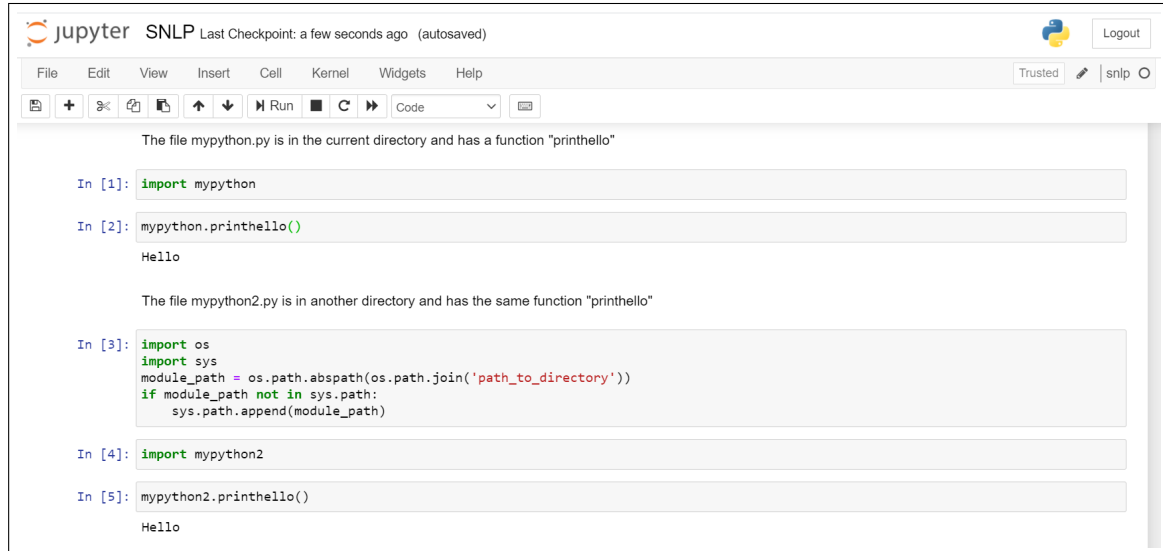 jupyter SNLP Last Checkpoint: a few seconds ago (autosaved) Logout
File Edit View Insert Cell Kernel Widgets Help Trusted snlp
Run Code
The file mypython.py is in the current directory and has a function "printhello"
In [1]: import mypython
In [2]: mypython.printhello()
Hello
The file mypython2.py is in another directory and has the same function "printhello"
In [3]: import os
import sys
module_path = os.path.abspath(os.path.join('path_to_directory'))
if module_path not in sys.path:
    sys.path.append(module_path)
In [4]: import mypython2
In [5]: mypython2.printhello()
Hello